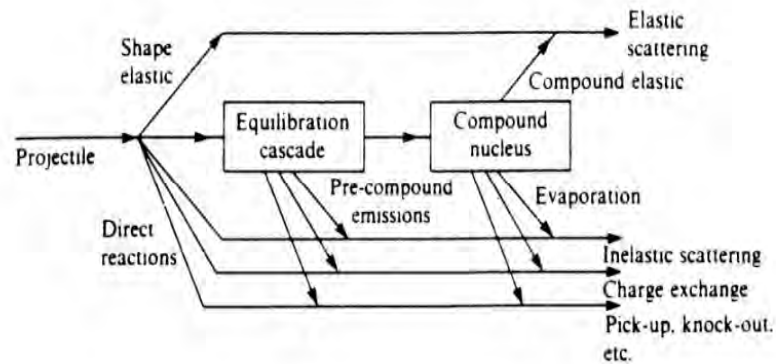 Elastic
scattering
Shape
elastic
Compound elastic
Equilibration
cascade
Compound
nucleus
Projectile
Pre-compound
emissions
Evaporation
Direct
reactions
Inelastic scattering
Charge exchange
Pick-up, knock-out.
etc.